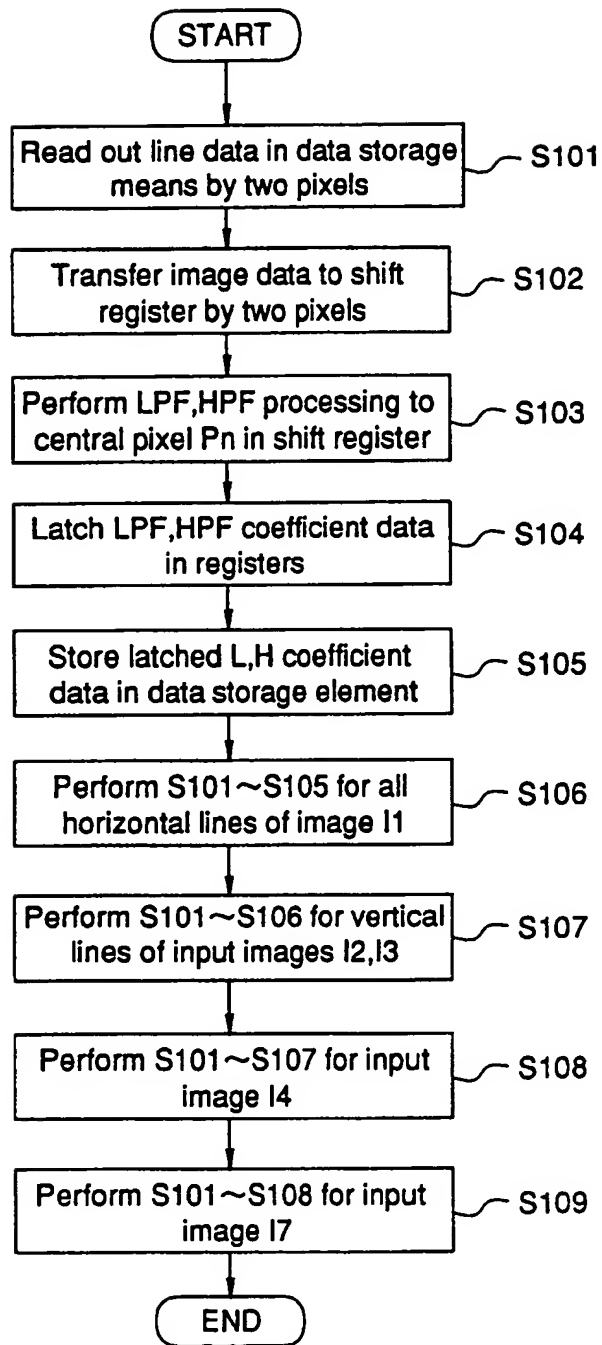 START
Read out line data in data storage
means by two pixels
S101
Transfer image data to shift
register by two pixels
S102
Perform LPF,HPF processing to
central pixel Pn in shift register
S103
Latch LPF,HPF coefficient data
in registers
S104
Store latched L,H coefficient
data in data storage element
S105
Perform S101~S105 for all
horizontal lines of image I1
S106
Perform S101~S106 for vertical
lines of input images I2,I3
S107
Perform S101~S107 for input
image I4
S108
Perform S101~S108 for input
image I7
S109
END